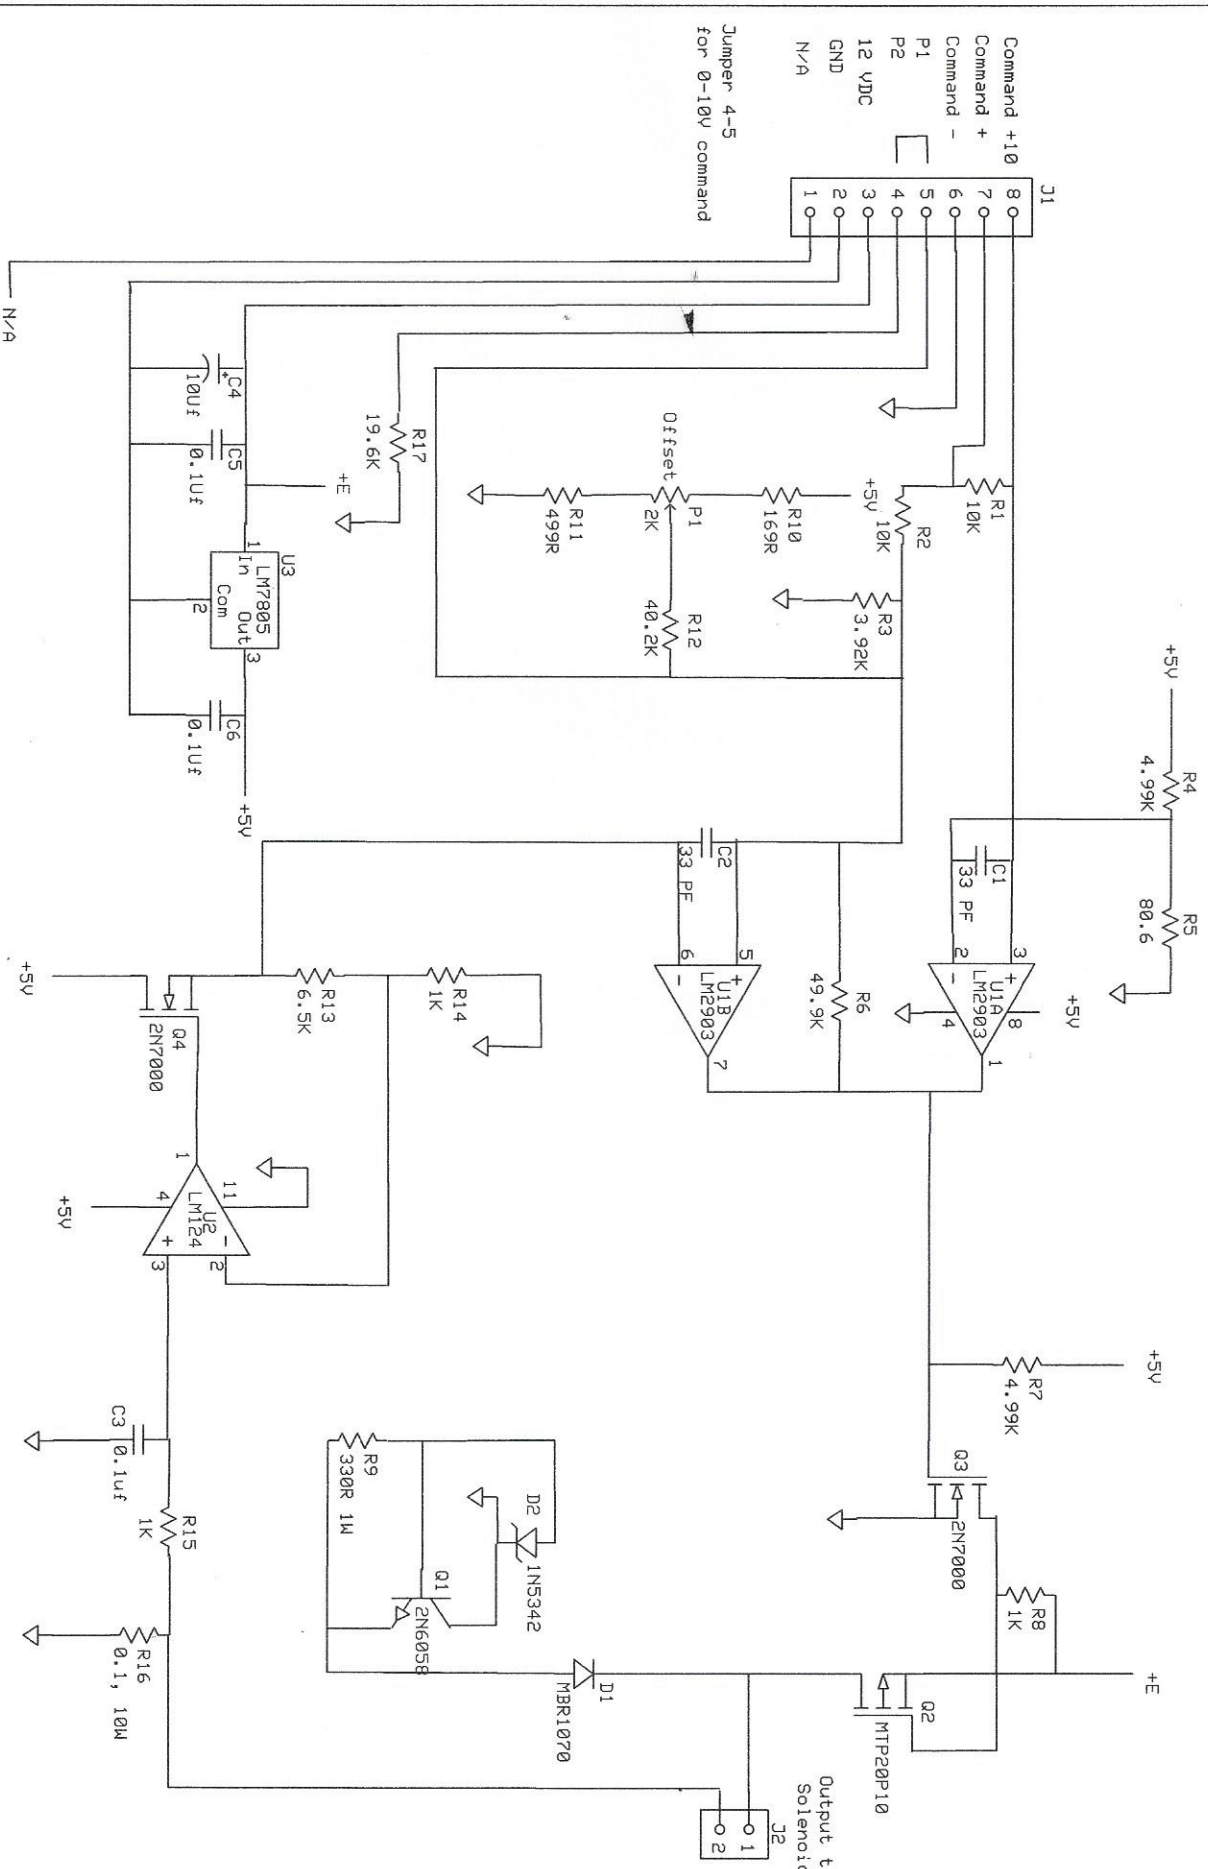 J1
Command +10
Command +
Command -
P1
P2
12 VDC
GND
N/A
8
7
6
5
4
3
2
1
Jumper 4-5
for 0-10V command
N/A
R1
10K
R2
10K
R3
3.92K
+5V
R10
169R
P1
2K
Offset
R11
499R
R12
40.2K
R17
19.6K
+E
C4
+
10Uf
C5
0.1Uf
U3
LM7805
1
In
Com
2
Out
3
C6
0.1Uf
+5V
+5V
R4
4.99K
R5
80.6
C1
33 PF
3
+
2
-
U1A
LM2903
8
4
1
+5V
C2
33 PF
5
+
6
-
U1B
LM2903
7
R6
49.9K
R14
1K
R13
6.5K
Q4
2N7000
+5V
1
11
4
U2
LM124
-
+
2
3
+5V
+5V
R7
4.99K
Q3
2N7000
R8
1K
+E
Q2
MTP20P10
D1
MBR1070
D2
1N5342
Q1
2N6058
R9
330R 1W
C3
0.1uf
R15
1K
R16
0.1, 10W
Output t
Solenoi
J2
1
2